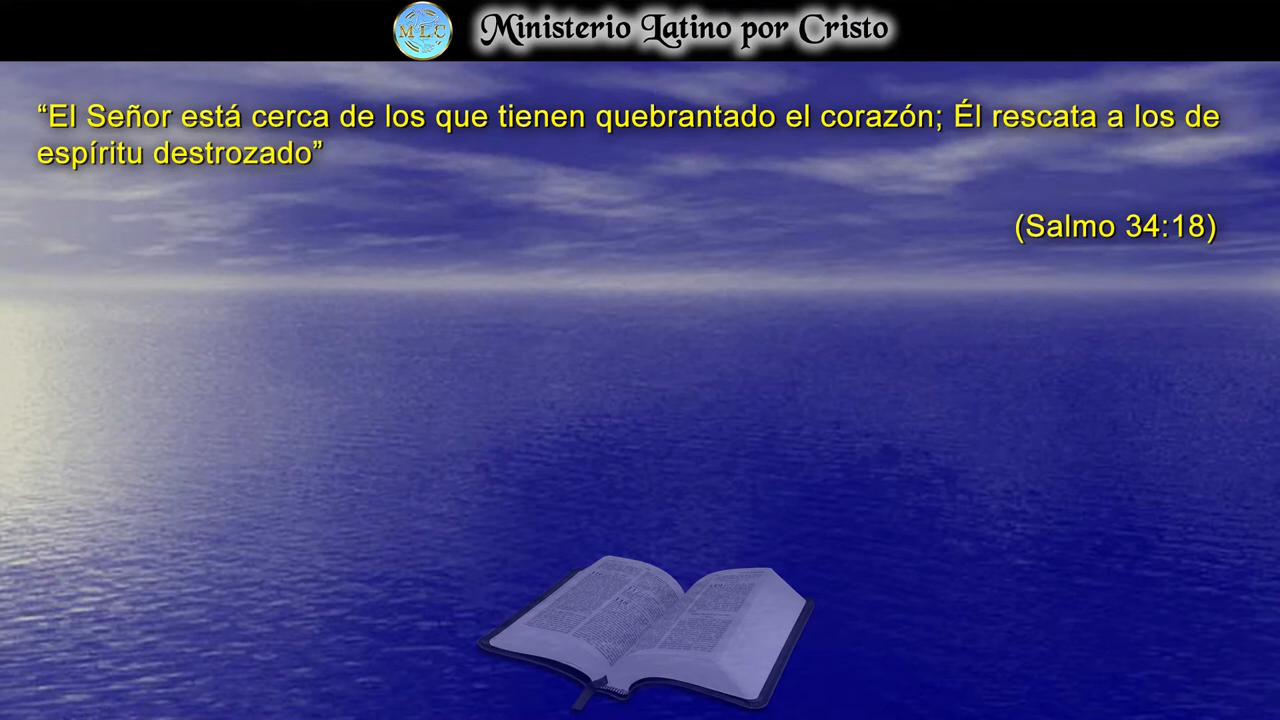 MLC
Ministerio Latino por Cristo
“El Señor está cerca de los que tienen quebrantado el corazón; Él rescata a los de
espíritu destrozado”
(Salmo 34:18)